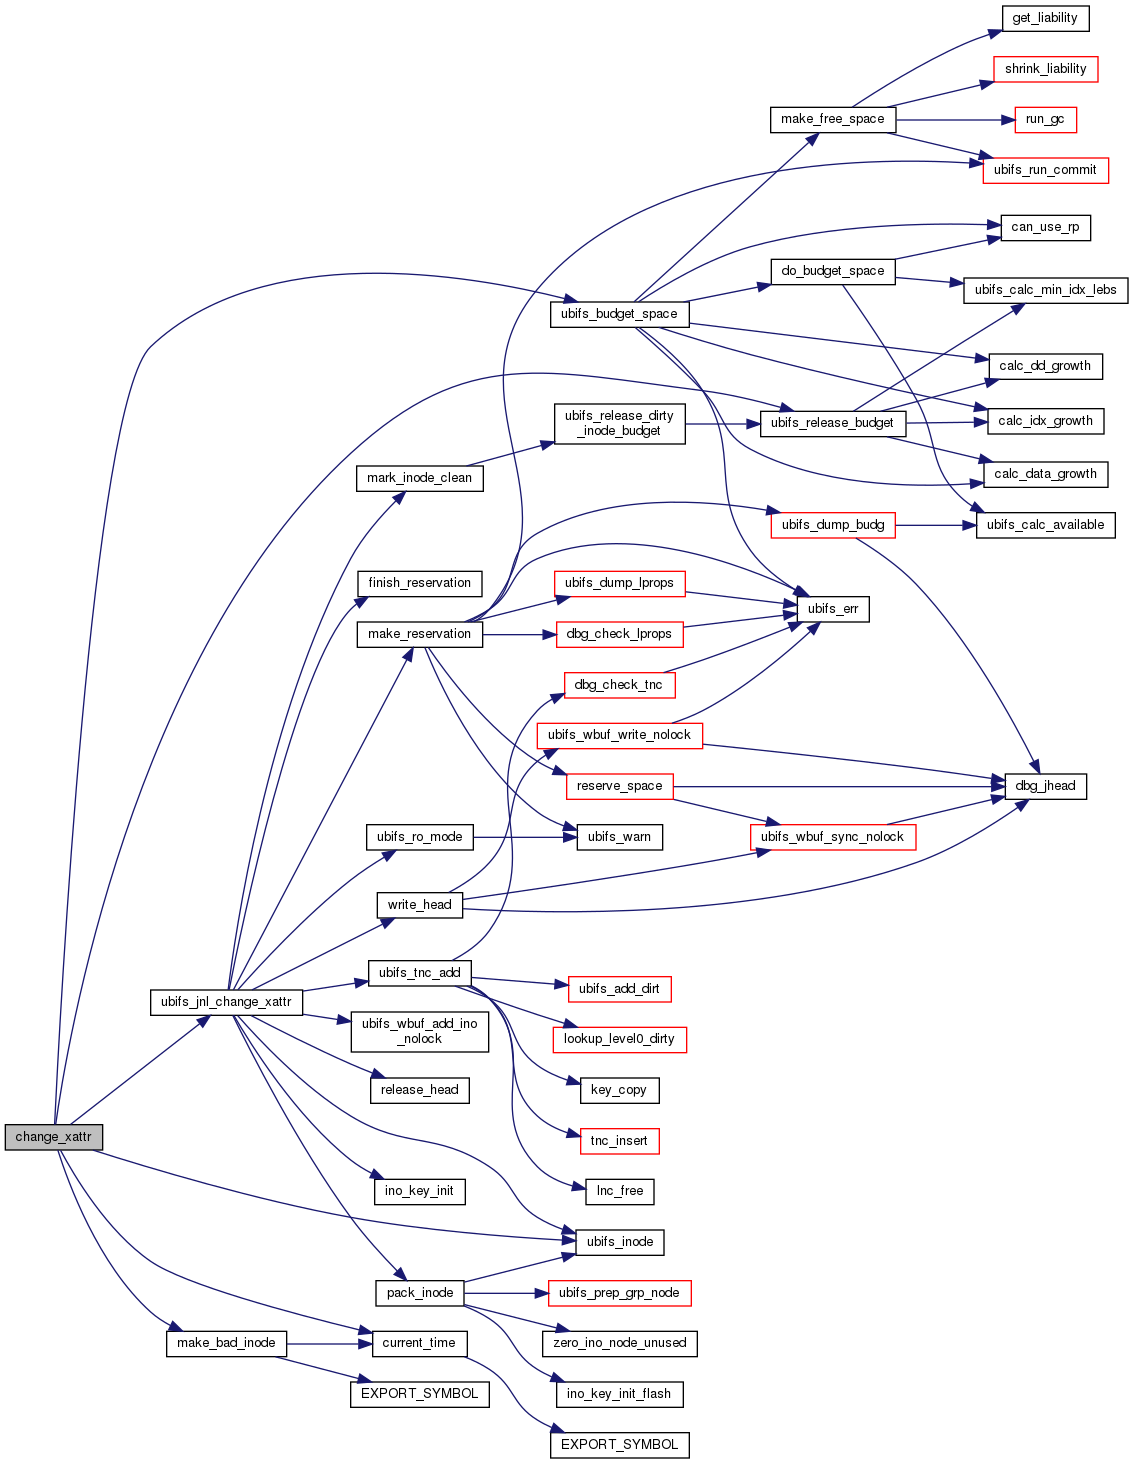 get_liability
shrink_liability
make_free_space
run_gc
ubifs_run_commit
can_use_rp
do_budget_space
ubifs_calc_min_idx_lebs
ubifs_budget_space
calc_dd_growth
ubifs_release_dirty
_inode_budget
ubifs_release_budget
calc_idx_growth
mark_inode_clean
calc_data_growth
ubifs_dump_budg
ubifs_calc_available
finish_reservation
ubifs_dump_lprops
ubifs_err
make_reservation
dbg_check_lprops
dbg_check_tnc
ubifs_wbuf_write_nolock
reserve_space
dbg_jhead
ubifs_ro_mode
ubifs_warn
ubifs_wbuf_sync_nolock
write_head
ubifs_tnc_add
ubifs_add_dirt
ubifs_jnl_change_xattr
ubifs_wbuf_add_ino
_nolock
lookup_level0_dirty
release_head
key_copy
change_xattr
tnc_insert
ino_key_init
lnc_free
ubifs_inode
pack_inode
ubifs_prep_grp_node
make_bad_inode
current_time
zero_ino_node_unused
EXPORT_SYMBOL
ino_key_init_flash
EXPORT_SYMBOL